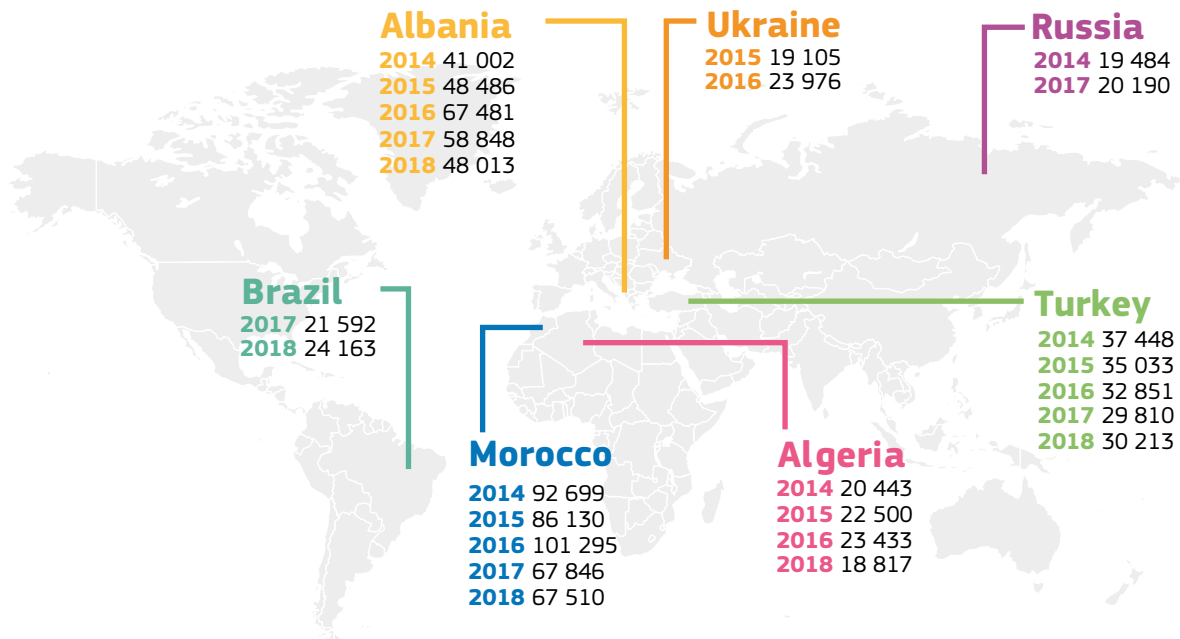 Albania
2014 41 002
2015 48 486
2016 67 481
2017 58 848
2018 48 013
Ukraine
2015 19 105
2016 23 976
Russia
2014 19 484
2017 20 190
Brazil
2017 21 592
2018 24 163
Turkey
2014 37 448
2015 35 033
2016 32 851
2017 29 810
2018 30 213
Morocco
2014 92 699
2015 86 130
2016 101 295
2017 67 846
2018 67 510
Algeria
2014 20 443
2015 22 500
2016 23 433
2018 18 817